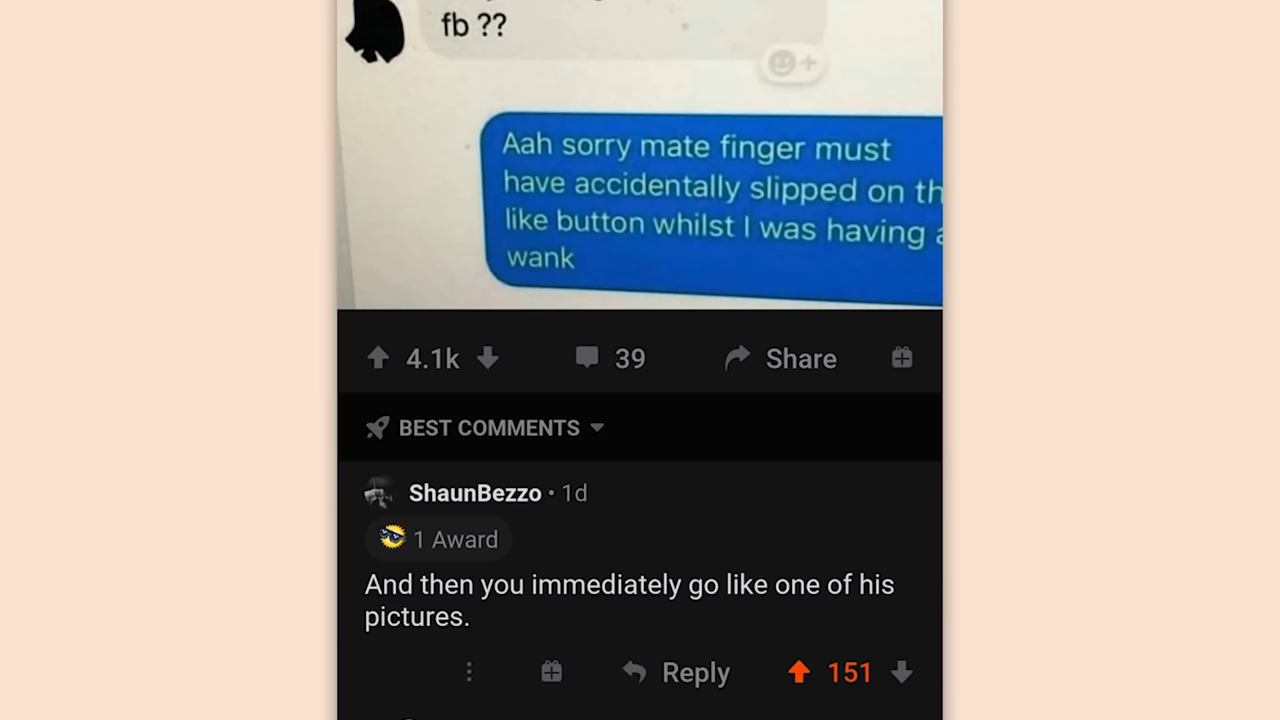 fb ??
Aah sorry mate finger must
have accidentally slipped on th
like button whilst I was having a
wank
4.1k
39
Share
BEST COMMENTS
ShaunBezzo • 1d
1 Award
And then you immediately go like one of his
pictures.
Reply
151